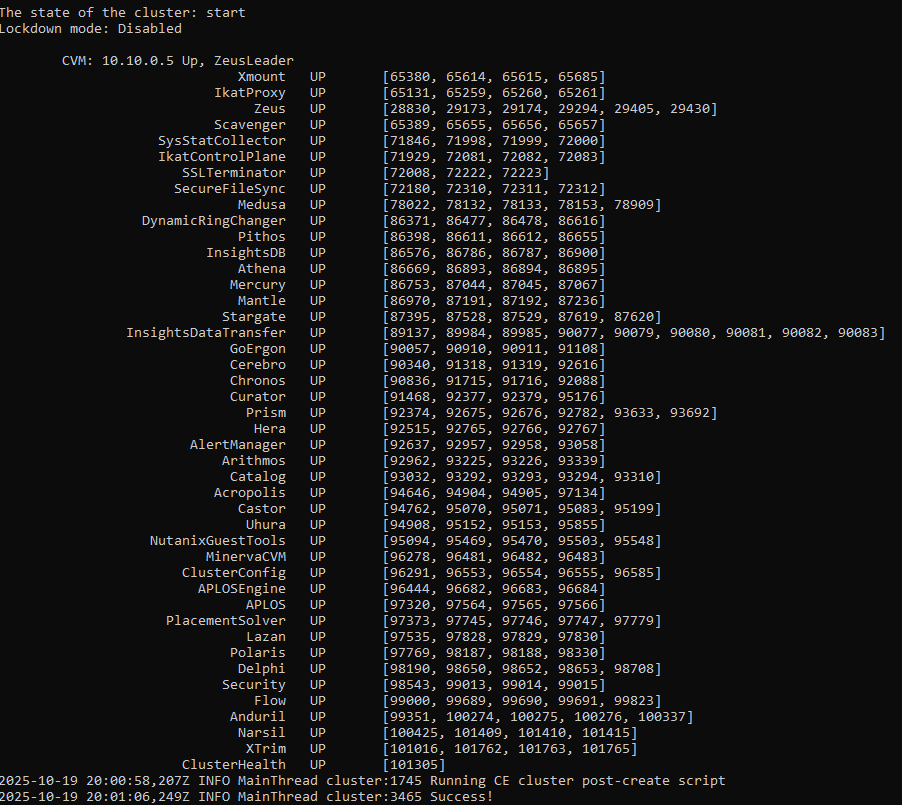 The state of the cluster: start
Lockdown mode: Disabled
CVM: 10.10.0.5 Up, ZeusLeader
Xmount UP [65380, 65614, 65615, 65685]
IkatProxy UP [65131, 65259, 65260, 65261]
Zeus UP [28830, 29173, 29174, 29294, 29405, 29430]
Scavenger UP [65389, 65655, 65656, 65657]
SysStatCollector UP [71846, 71998, 71999, 72000]
IkatControlPlane UP [71929, 72081, 72082, 72083]
SSLTerminator UP [72008, 72222, 72223]
SecureFileSync UP [72180, 72310, 72311, 72312]
Medusa UP [78022, 78132, 78133, 78153, 78909]
DynamicRingChanger UP [86371, 86477, 86478, 86616]
Pithos UP [86398, 86611, 86612, 86655]
InsightsDB UP [86576, 86786, 86787, 86900]
Athena UP [86669, 86893, 86894, 86895]
Mercury UP [86753, 87044, 87045, 87067]
Mantle UP [86970, 87191, 87192, 87236]
Stargate UP [87395, 87528, 87529, 87619, 87620]
InsightsDataTransfer UP [89137, 89984, 89985, 90077, 90079, 90080, 90081, 90082, 90083]
GoErgon UP [90057, 90910, 90911, 91108]
Cerebro UP [90340, 91318, 91319, 92616]
Chronos UP [90836, 91715, 91716, 92088]
Curator UP [91468, 92377, 92379, 95176]
Prism UP [92374, 92675, 92676, 92782, 93633, 93692]
Hera UP [92515, 92765, 92766, 92767]
AlertManager UP [92637, 92957, 92958, 93058]
Arithmos UP [92962, 93225, 93226, 93339]
Catalog UP [93032, 93292, 93293, 93294, 93310]
Acropolis UP [94646, 94904, 94905, 97134]
Castor UP [94762, 95070, 95071, 95083, 95199]
Uhura UP [94908, 95152, 95153, 95855]
NutanixGuestTools UP [95094, 95469, 95470, 95503, 95548]
MinervaCVM UP [96278, 96481, 96482, 96483]
ClusterConfig UP [96291, 96553, 96554, 96555, 96585]
APLOSEngine UP [96444, 96682, 96683, 96684]
APLOS UP [97320, 97564, 97565, 97566]
PlacementSolver UP [97373, 97745, 97746, 97747, 97779]
Lazan UP [97535, 97828, 97829, 97830]
Polaris UP [97769, 98187, 98188, 98330]
Delphi UP [98190, 98650, 98652, 98653, 98708]
Security UP [98543, 99013, 99014, 99015]
Flow UP [99000, 99689, 99690, 99691, 99823]
Anduril UP [99351, 100274, 100275, 100276, 100337]
Narsil UP [100425, 101409, 101410, 101415]
XTrim UP [101016, 101762, 101763, 101765]
ClusterHealth UP [101305]
2025-10-19 20:00:58,207Z INFO MainThread cluster:1745 Running CE cluster post-create script
2025-10-19 20:01:06,249Z INFO MainThread cluster:3465 Success!